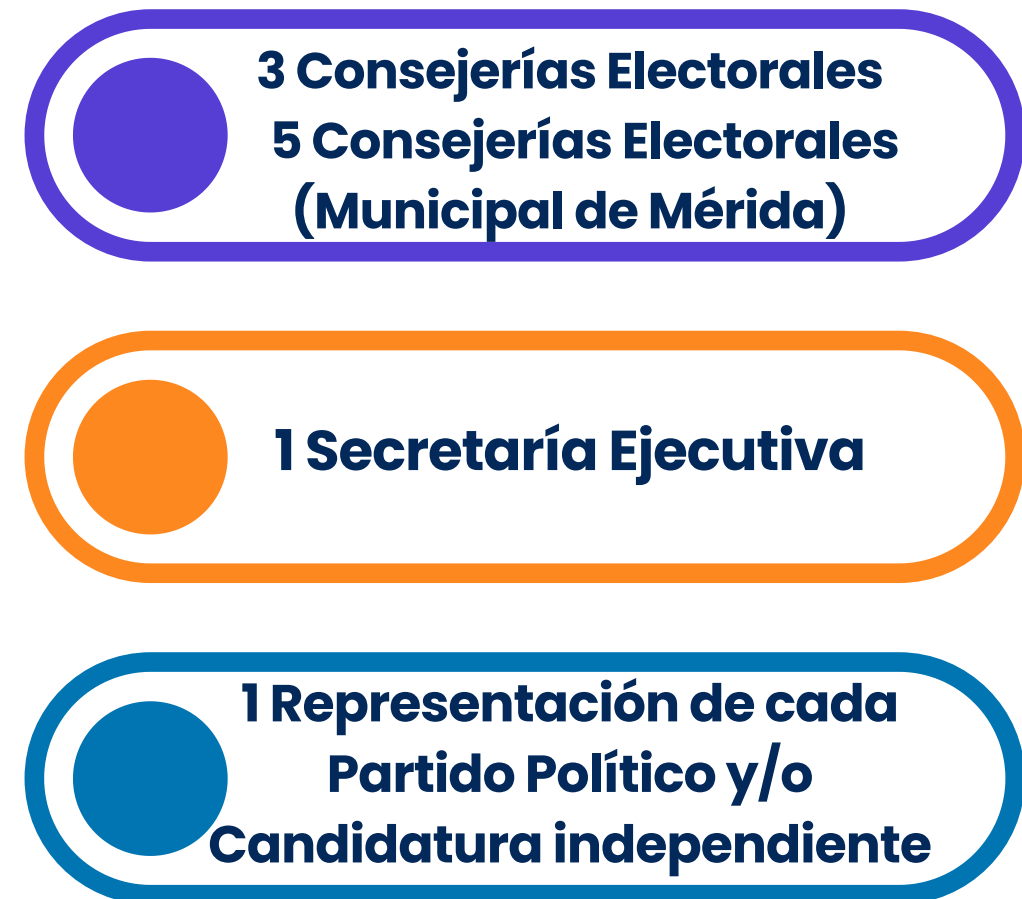 3 Consejerías Electorales
5 Consejerías Electorales
(Municipal de Mérida)
1 Secretaría Ejecutiva
1 Representación de cada
Partido Político y/o
Candidatura independiente